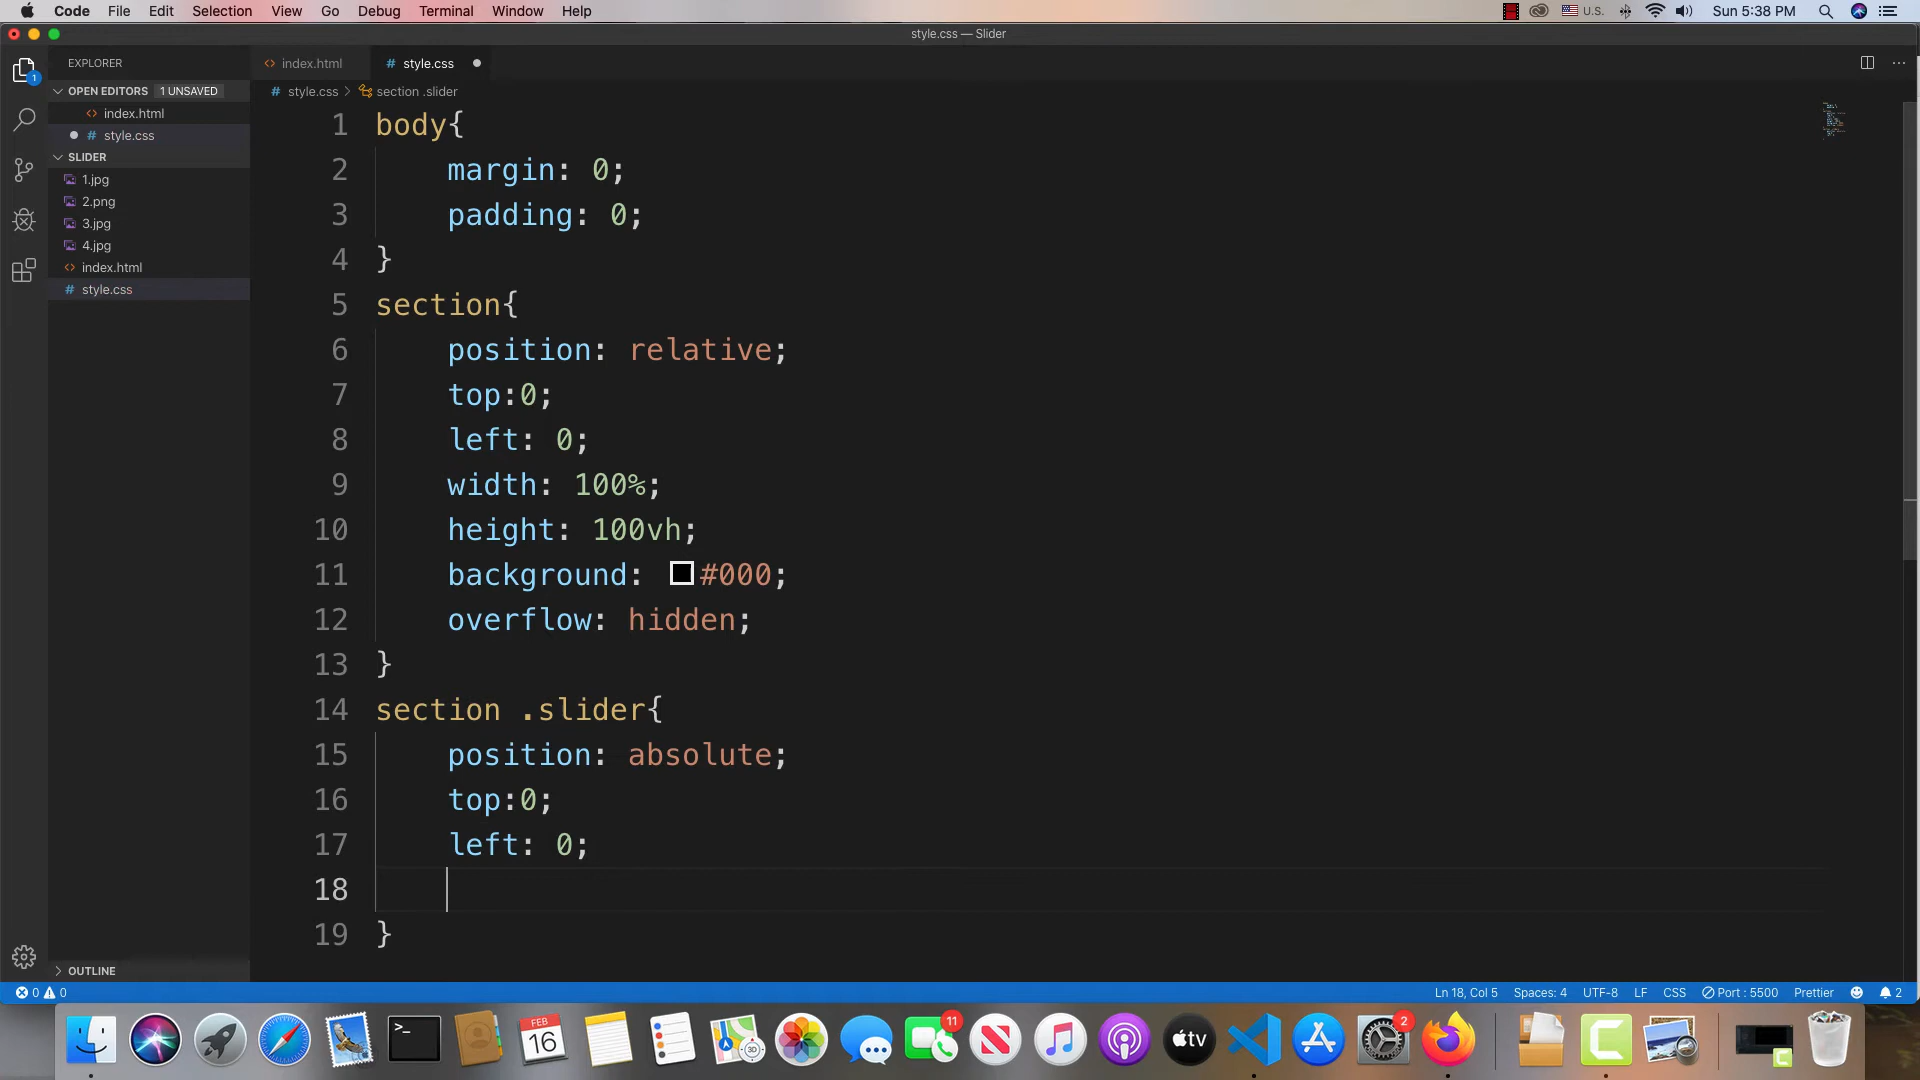 Code File Edit Selection View Go Debug Terminal Window Help U.S. Sun 5:38 PM
style.css — Slider
EXPLORER
OPEN EDITORS 1 UNSAVED
index.html
# style.css
SLIDER
1.jpg
2.png
3.jpg
4.jpg
index.html
# style.css
OUTLINE
1
index.html # style.css
# style.css > section .slider
1 body{
2 margin: 0;
3 padding: 0;
4 }
5 section{
6 position: relative;
7 top:0;
8 left: 0;
9 width: 100%;
10 height: 100vh;
11 background: #000;
12 overflow: hidden;
13 }
14 section .slider{
15 position: absolute;
16 top:0;
17 left: 0;
18
19 }
0 0 Ln 18, Col 5 Spaces: 4 UTF-8 LF CSS Port : 5500 Prettier 2
FEB
16
3D
11
tv
2